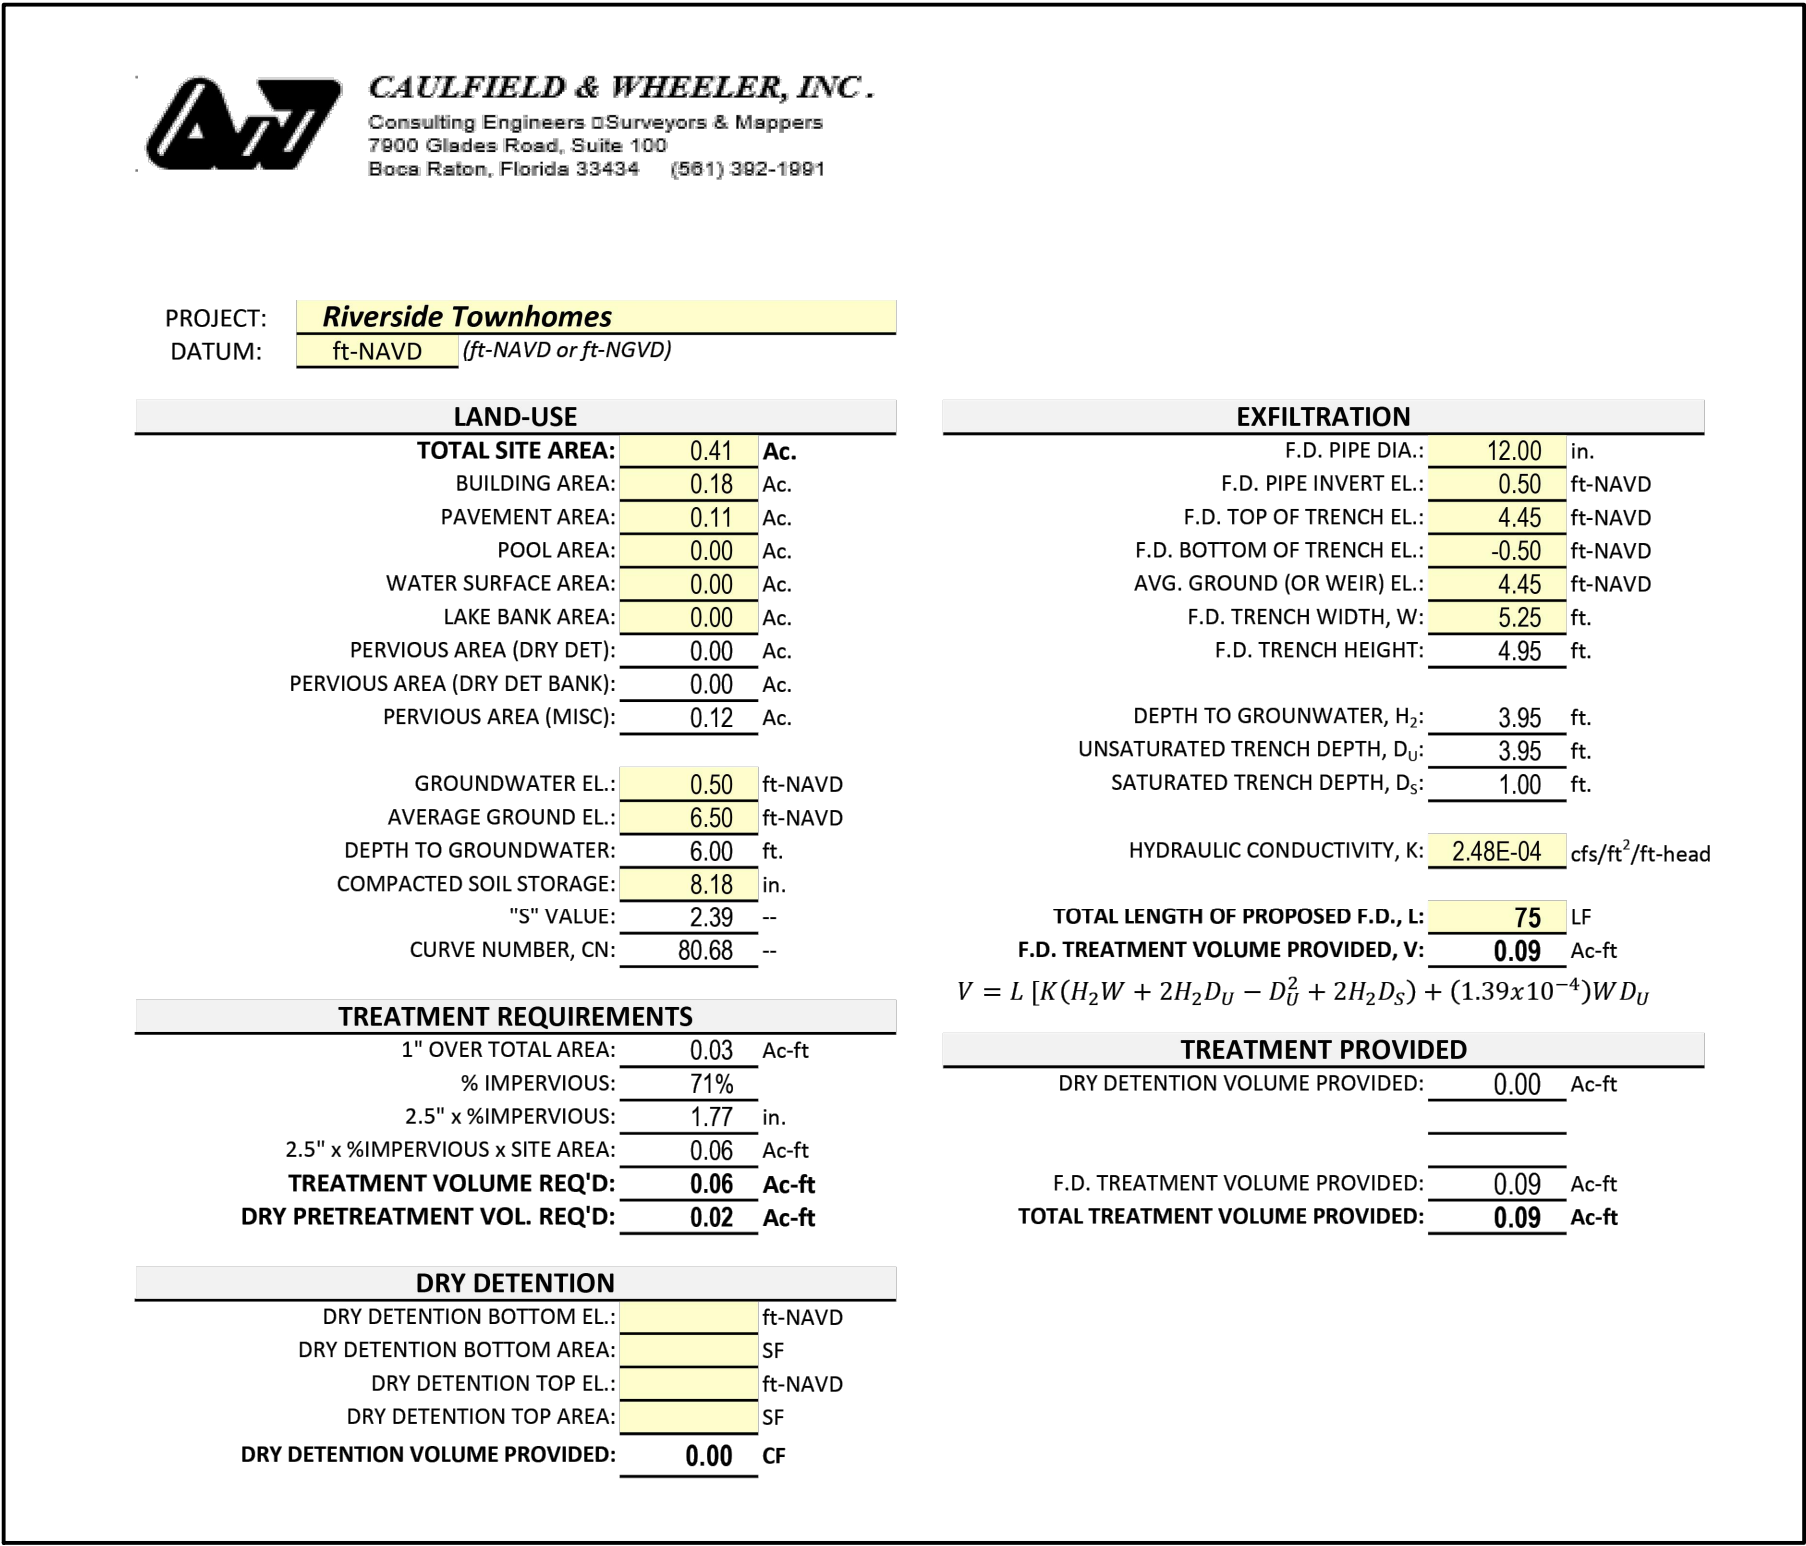 CAULFIELD & WHEELER, INC.
Consulting Engineers □Surveyors & Mappers
7900 Glades Road, Suite 100
Boca Raton, Florida 33434 (561) 392-1991
PROJECT: Riverside Townhomes
DATUM: ft-NAVD (ft-NAVD or ft-NGVD)
LAND-USE
TOTAL SITE AREA: 0.41 Ac.
BUILDING AREA: 0.18 Ac.
PAVEMENT AREA: 0.11 Ac.
POOL AREA: 0.00 Ac.
WATER SURFACE AREA: 0.00 Ac.
LAKE BANK AREA: 0.00 Ac.
PERVIOUS AREA (DRY DET): 0.00 Ac.
PERVIOUS AREA (DRY DET BANK): 0.00 Ac.
PERVIOUS AREA (MISC): 0.12 Ac.
GROUNDWATER EL.: 0.50 ft-NAVD
AVERAGE GROUND EL.: 6.50 ft-NAVD
DEPTH TO GROUNDWATER: 6.00 ft.
COMPACTED SOIL STORAGE: 8.18 in.
"S" VALUE: 2.39 --
CURVE NUMBER, CN: 80.68 --
TREATMENT REQUIREMENTS
1" OVER TOTAL AREA: 0.03 Ac-ft
% IMPERVIOUS: 71%
2.5" x %IMPERVIOUS: 1.77 in.
2.5" x %IMPERVIOUS x SITE AREA: 0.06 Ac-ft
TREATMENT VOLUME REQ'D: 0.06 Ac-ft
DRY PRETREATMENT VOL. REQ'D: 0.02 Ac-ft
DRY DETENTION
DRY DETENTION BOTTOM EL.: ft-NAVD
DRY DETENTION BOTTOM AREA: SF
DRY DETENTION TOP EL.: ft-NAVD
DRY DETENTION TOP AREA: SF
DRY DETENTION VOLUME PROVIDED: 0.00 CF
EXFILTRATION
F.D. PIPE DIA.: 12.00 in.
F.D. PIPE INVERT EL.: 0.50 ft-NAVD
F.D. TOP OF TRENCH EL.: 4.45 ft-NAVD
F.D. BOTTOM OF TRENCH EL.: -0.50 ft-NAVD
AVG. GROUND (OR WEIR) EL.: 4.45 ft-NAVD
F.D. TRENCH WIDTH, W: 5.25 ft.
F.D. TRENCH HEIGHT: 4.95 ft.
DEPTH TO GROUNWATER, H₂: 3.95 ft.
UNSATURATED TRENCH DEPTH, D_U: 3.95 ft.
SATURATED TRENCH DEPTH, D_S: 1.00 ft.
HYDRAULIC CONDUCTIVITY, K: 2.48E-04 cfs/ft²/ft-head
TOTAL LENGTH OF PROPOSED F.D., L: 75 LF
F.D. TREATMENT VOLUME PROVIDED, V: 0.09 Ac-ft
V = L [K(H₂W + 2H₂D_U − D_U² + 2H₂D_S) + (1.39x10⁻⁴)WD_U
TREATMENT PROVIDED
DRY DETENTION VOLUME PROVIDED: 0.00 Ac-ft
F.D. TREATMENT VOLUME PROVIDED: 0.09 Ac-ft
TOTAL TREATMENT VOLUME PROVIDED: 0.09 Ac-ft